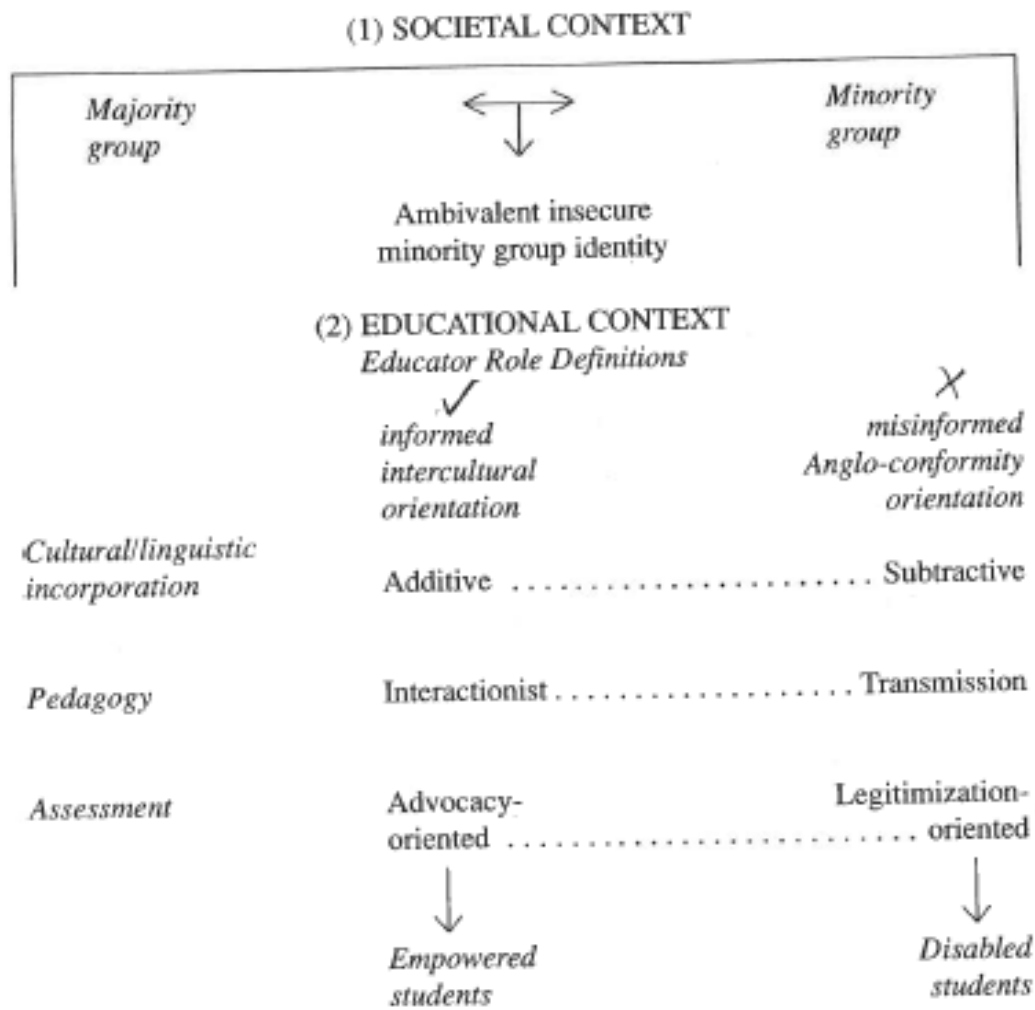 (1) SOCIETAL CONTEXT
Majority
group
Minority
group
Ambivalent insecure
minority group identity
(2) EDUCATIONAL CONTEXT
Educator Role Definitions
informed
intercultural
orientation
misinformed
Anglo-conformity
orientation
Cultural/linguistic
incorporation
Additive ........................ Subtractive
Pedagogy
Interactionist .................... Transmission
Assessment
Advocacy-
oriented
Legitimization-
........................... oriented
Empowered
students
Disabled
students